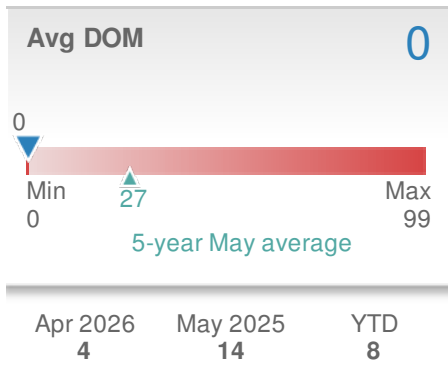 Avg DOM 0
0
Min Max
27
0 99
5-year May average
Apr 2026 May 2025 YTD
4 14 8